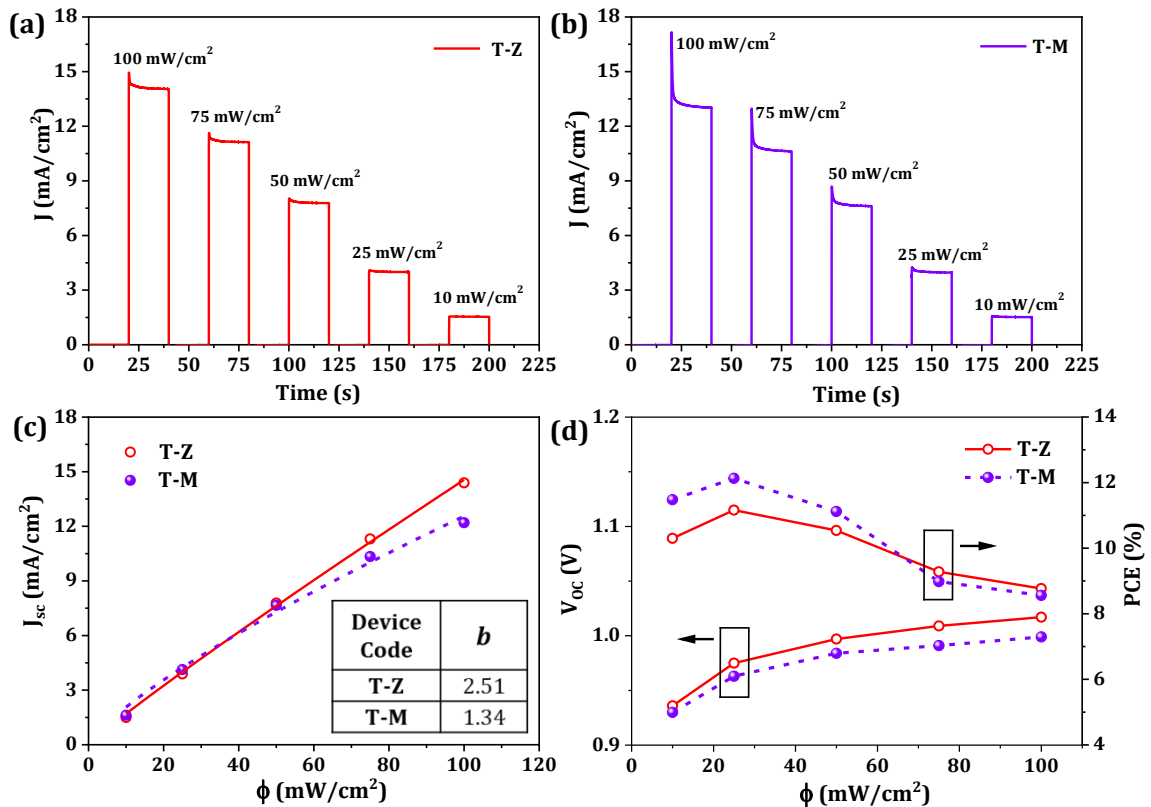 (a)
T-Z
100 mW/cm²
75 mW/cm²
50 mW/cm²
25 mW/cm²
10 mW/cm²
18
15
12
9
6
3
0
J (mA/cm²)
0 25 50 75 100 125 150 175 200 225
Time (s)
(b)
T-M
100 mW/cm²
75 mW/cm²
50 mW/cm²
25 mW/cm²
10 mW/cm²
18
15
12
9
6
3
0
J (mA/cm²)
0 25 50 75 100 125 150 175 200 225
Time (s)
(c)
T-Z
T-M
18
15
12
9
6
3
0
Jsc (mA/cm²)
Device Code b
T-Z 2.51
T-M 1.34
0 20 40 60 80 100 120
ϕ (mW/cm²)
(d)
T-Z
T-M
1.2
1.1
1.0
0.9
VOC (V)
14
12
10
8
6
4
PCE (%)
0 20 40 60 80 100
ϕ (mW/cm²)